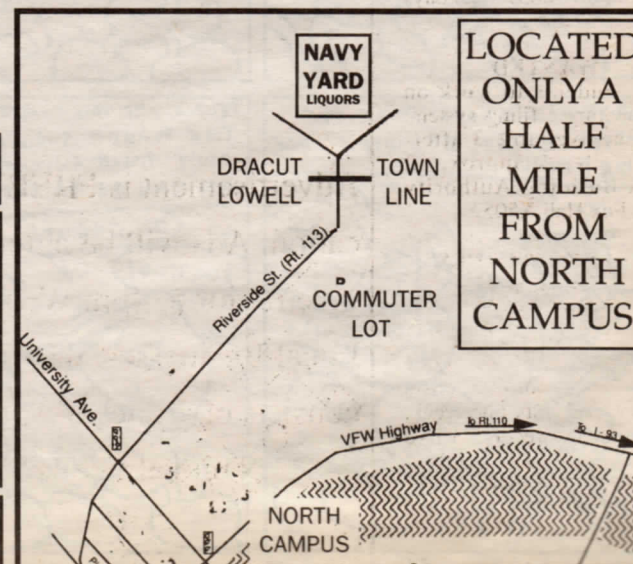 NAVY
YARD
LIQUORS
LOCATED
ONLY A
HALF
MILE
FROM
NORTH
CAMPUS
DRACUT
LOWELL
TOWN
LINE
Riverside St. (Rt. 113)
COMMUTER
LOT
University Ave.
VFW Highway
To Rt.110
To I-93
NORTH
CAMPUS